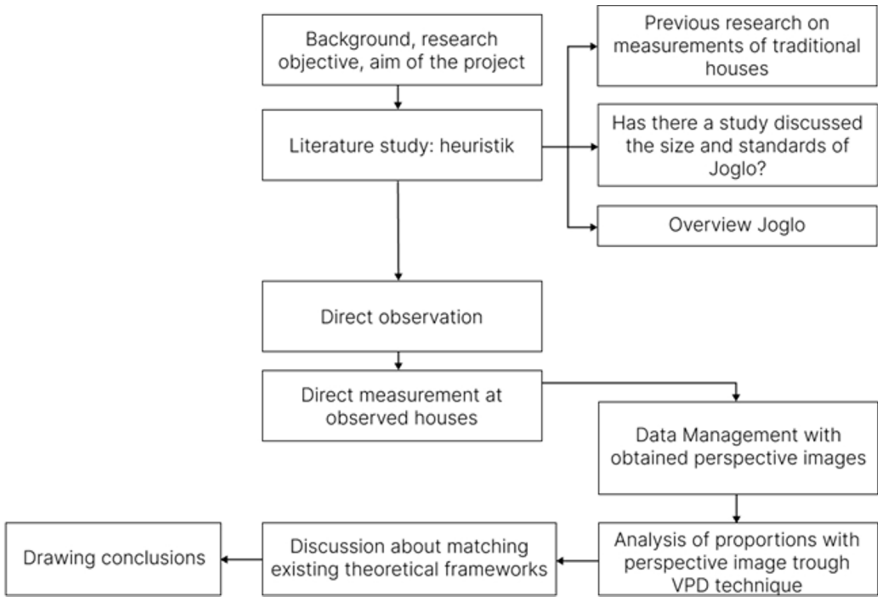 Background, research
objective, aim of the project
Literature study: heuristik
Previous research on
measurements of traditional
houses
Has there a study discussed
the size and standards of
Joglo?
Overview Joglo
Direct observation
Direct measurement at
observed houses
Data Management with
obtained perspective images
Analysis of proportions with
perspective image trough
VPD technique
Discussion about matching
existing theoretical frameworks
Drawing conclusions